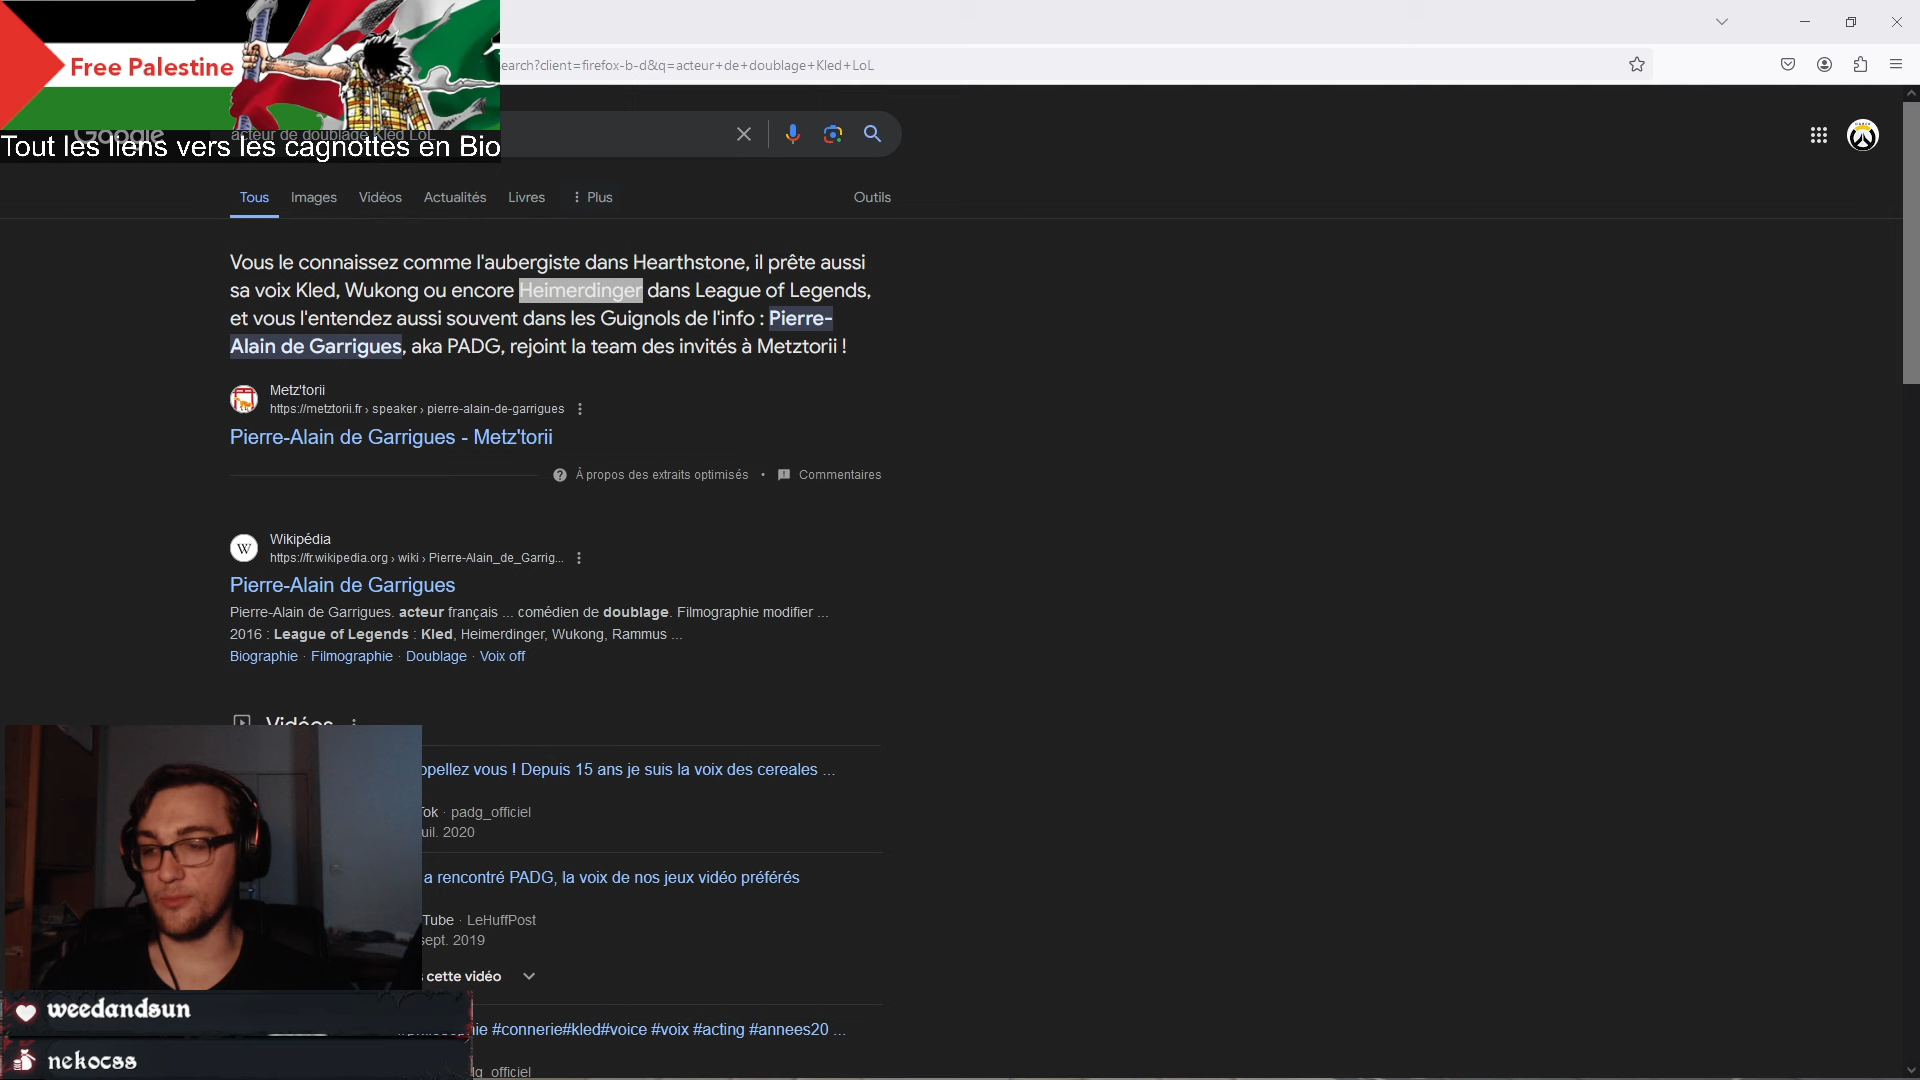 Free Palestine
earch?client=firefox-b-d&q=acteur+de+doublage+Kled+LoL
Google
acteur de doublage Kled LoL
Tout les liens vers les cagnottes en Bio
Tous Images Vidéos Actualités Livres Plus Outils
Vous le connaissez comme l'aubergiste dans Hearthstone, il prête aussi
sa voix Kled, Wukong ou encore Heimerdinger dans League of Legends,
et vous l'entendez aussi souvent dans les Guignols de l'info : Pierre-
Alain de Garrigues, aka PADG, rejoint la team des invités à Metztorii !
Metz'torii
https://metztorii.fr › speaker › pierre-alain-de-garrigues
Pierre-Alain de Garrigues - Metz'torii
À propos des extraits optimisés • Commentaires
W
Wikipédia
https://fr.wikipedia.org › wiki › Pierre-Alain_de_Garrig...
Pierre-Alain de Garrigues
Pierre-Alain de Garrigues. acteur français ... comédien de doublage. Filmographie modifier ...
2016 : League of Legends : Kled, Heimerdinger, Wukong, Rammus ...
Biographie · Filmographie · Doublage · Voix off
Vidéos
ppellez vous ! Depuis 15 ans je suis la voix des cereales ...
Tok · padg_officiel
uil. 2020
a rencontré PADG, la voix de nos jeux vidéo préférés
Tube · LeHuffPost
sept. 2019
s cette vidéo
weedandsun
ie #connerie#kled#voice #voix #acting #annees20 ...
nekocss
dg_officiel